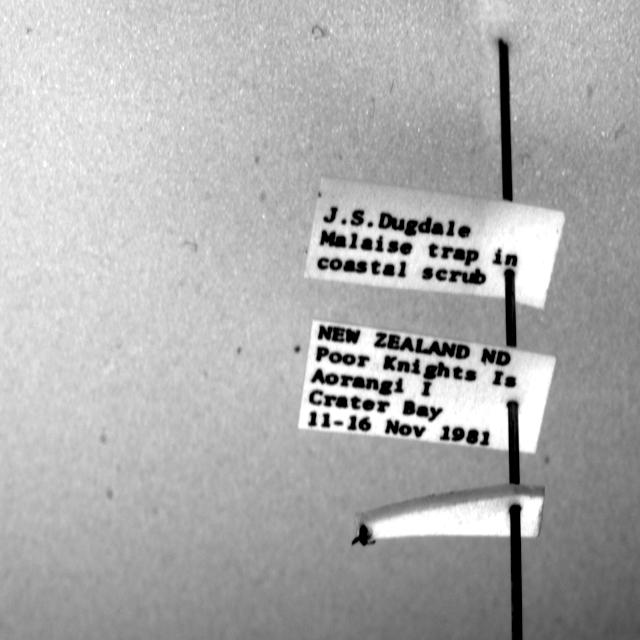 J.S.Dugdale
Malaise trap in
coastal scrub
NEW ZEALAND ND
Poor Knights Is
Aorangi I
Crater Bay
11-16 Nov 1981